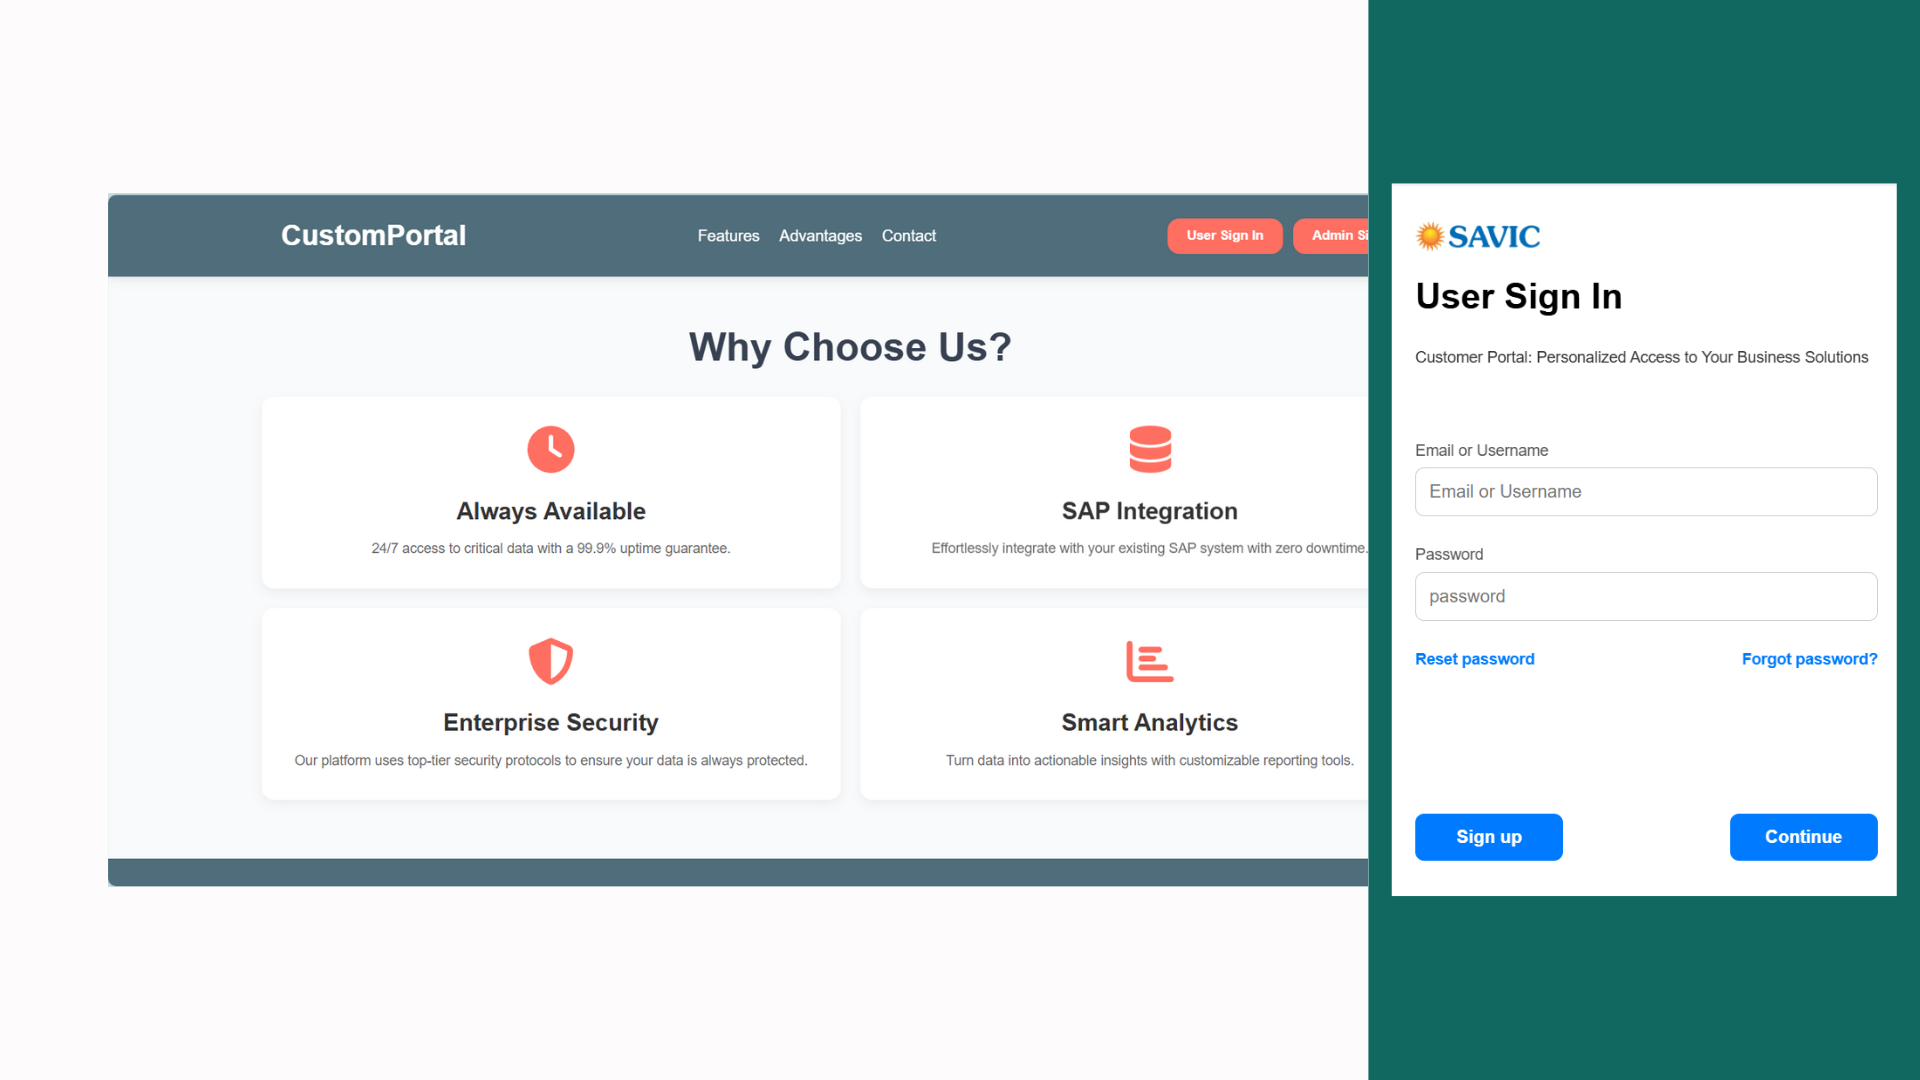 CustomPortal
Features Advantages Contact
User Sign In
Admin Si
Why Choose Us?
Always Available
24/7 access to critical data with a 99.9% uptime guarantee.
SAP Integration
Effortlessly integrate with your existing SAP system with zero downtime.
Enterprise Security
Our platform uses top-tier security protocols to ensure your data is always protected.
Smart Analytics
Turn data into actionable insights with customizable reporting tools.
SAVIC
User Sign In
Customer Portal: Personalized Access to Your Business Solutions
Email or Username
Email or Username
Password
password
Reset password Forgot password?
Sign up Continue